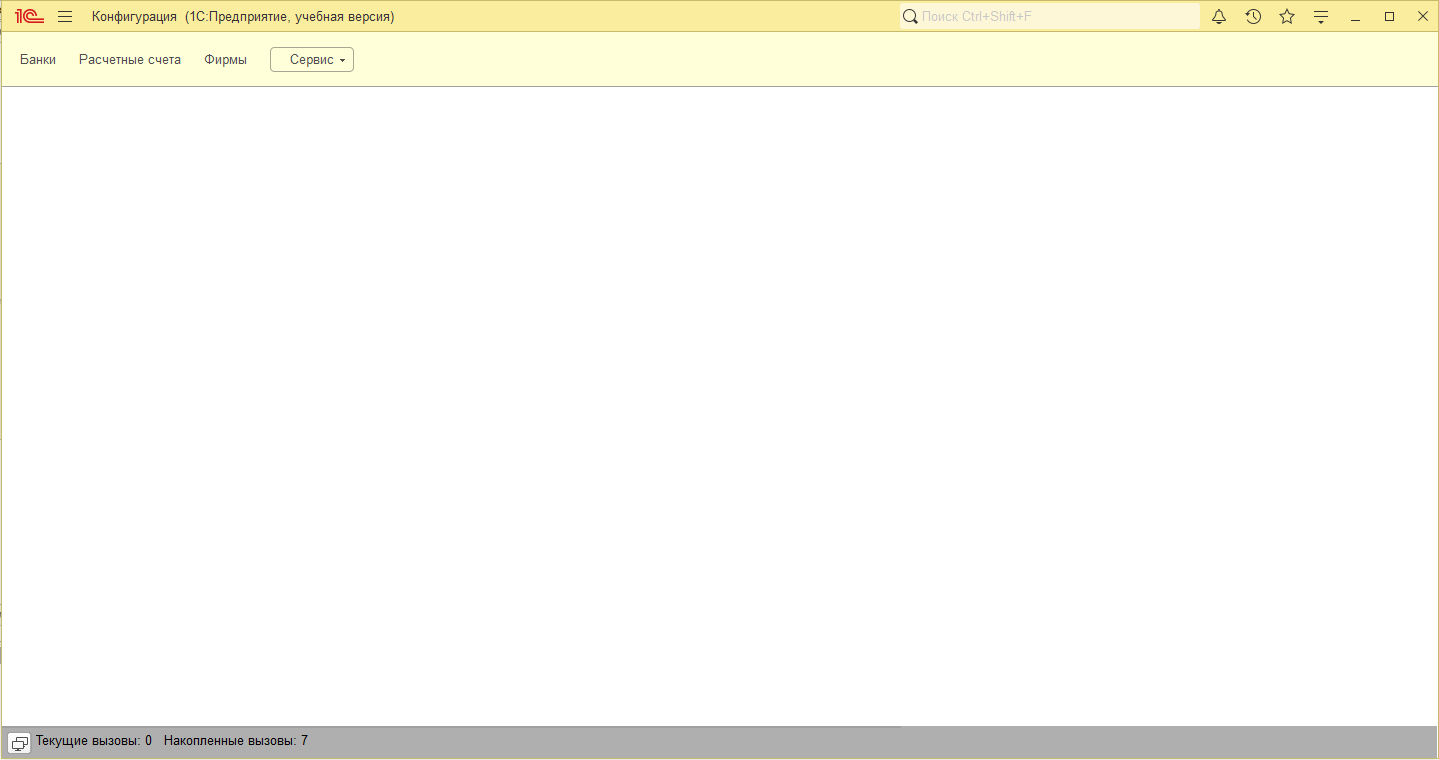 1С Конфигурация (1С:Предприятие, учебная версия) Поиск Ctrl+Shift+F
Банки Расчетные счета Фирмы Сервис
Текущие вызовы: 0 Накопленные вызовы: 7